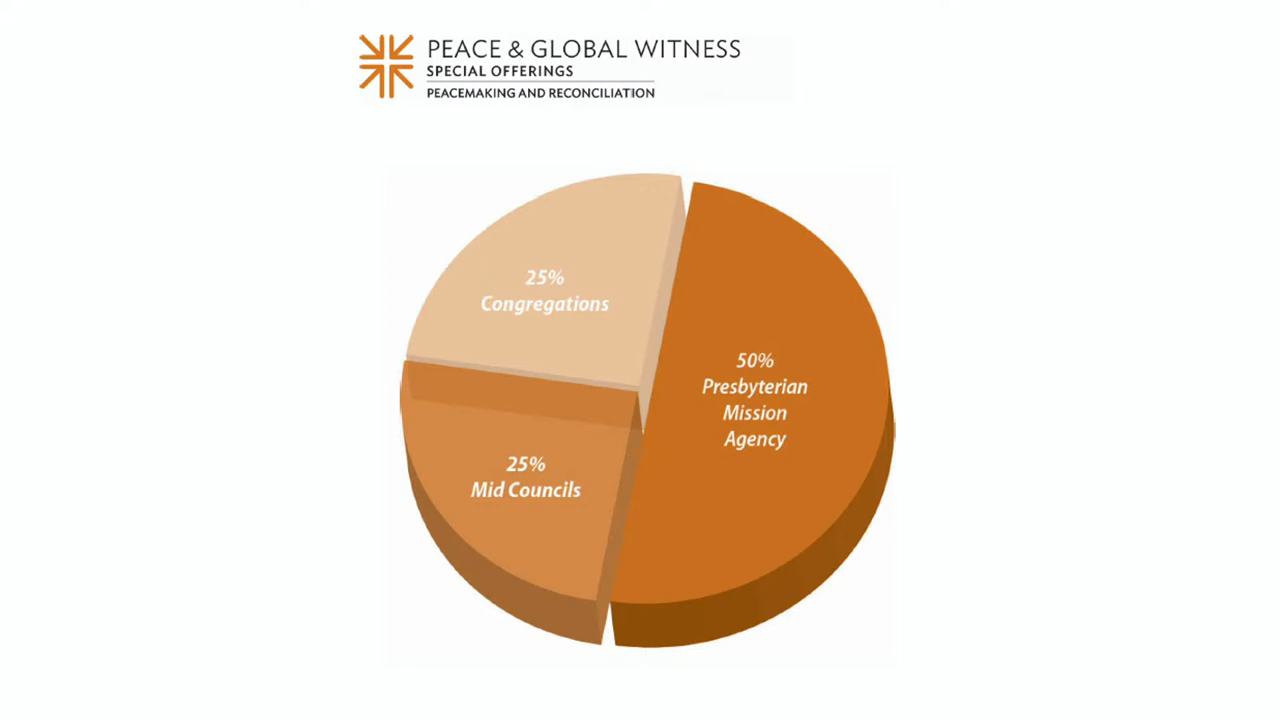 PEACE & GLOBAL WITNESS
SPECIAL OFFERINGS
PEACEMAKING AND RECONCILIATION
25%
Congregations
50%
Presbyterian
Mission
Agency
25%
Mid Councils